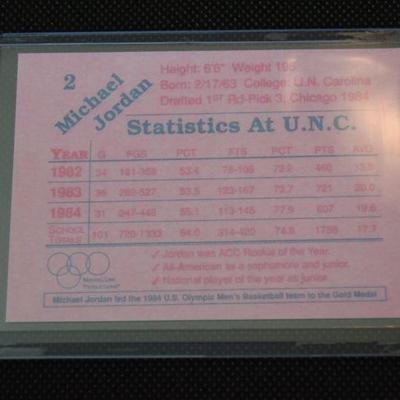 2
Michael
Jordan
Height: 6'6" Weight 195
Born: 2/17/63 College: U.N. Carolina
Drafted 1ST Rd-Pick 3, Chicago 1984
Statistics At U.N.C.
YEAR G FGS PCT FTS PCT PTS AVG
1982 34 191-358 53.4 78-108 72.2 460 13.5
1983 36 282-527 53.5 123-167 73.7 721 20.0
1984 31 247-448 55.1 113-145 77.9 607 19.6
SCHOOL
TOTALS 101 720-1333 54.0 314-420 74.8 1788 17.7
✓ Jordan was ACC Rookie of the Year.
✓ All-American as a sophomore and junior.
✓ National player of the year as junior.
Michael Jordan led the 1984 U.S. Olympic Men's Basketball team to the Gold Medal